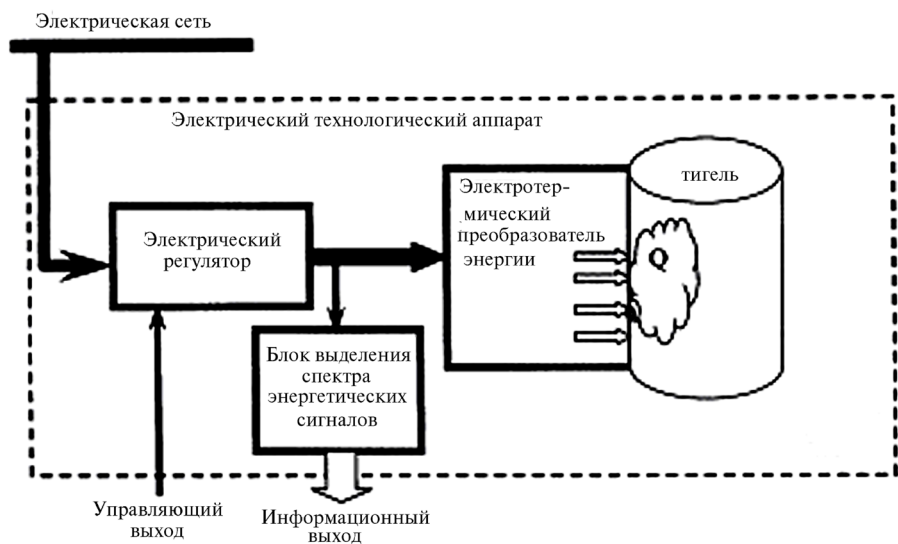 Электрическая сеть
Электрический технологический аппарат
Электротер-
мический
преобразователь
энергии
тигель
Q
Электрический
регулятор
Блок выделения
спектра
энергетических
сигналов
Управляющий
выход
Информационный
выход